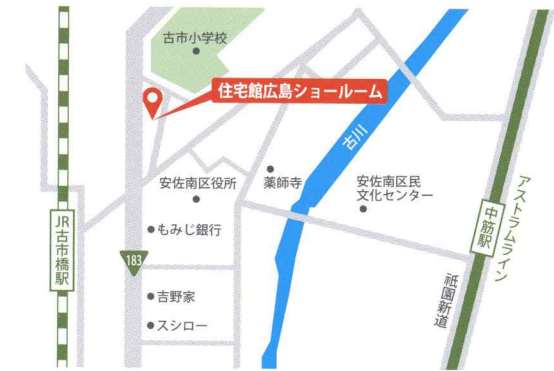 古市小学校
住宅館広島ショールーム
古川
安佐南区役所
薬師寺
安佐南区民
文化センター
アストラムライン
中筋駅
もみじ銀行
JR古市橋駅
183
祇園新道
吉野家
スシロー